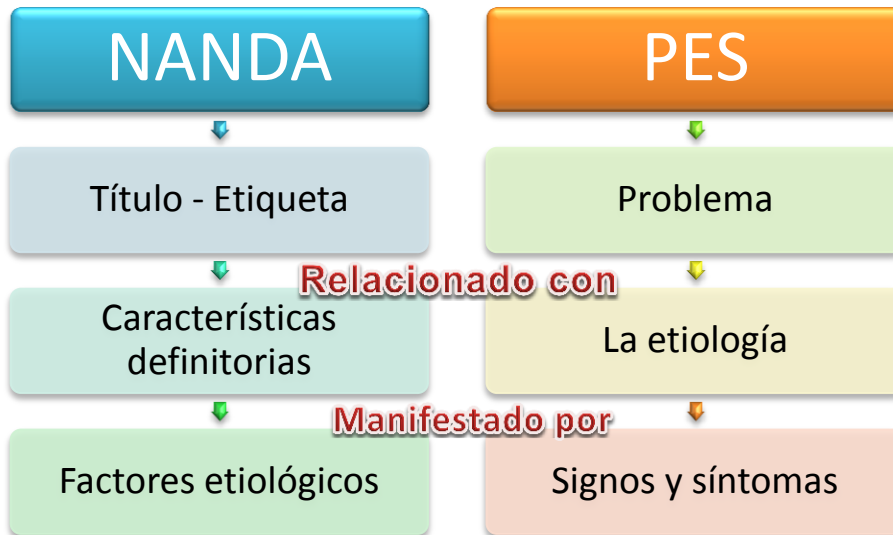 NANDA
PES
Título - Etiqueta
Problema
Relacionado con
Características
definitorias
La etiología
Manifestado por
Factores etiológicos
Signos y síntomas